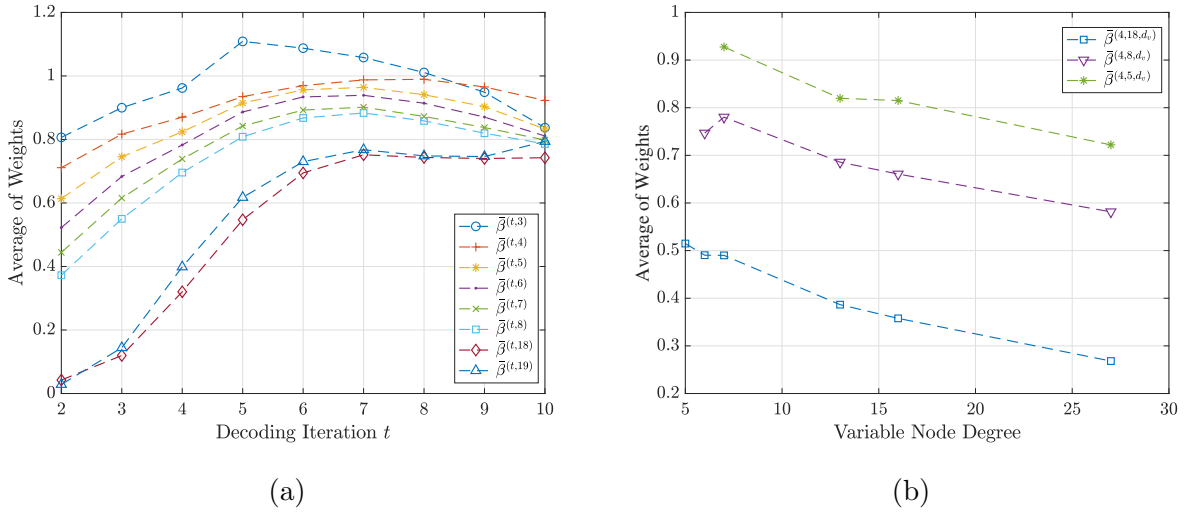 1.2
1
0.8
0.6
0.4
0.2
0
Average of Weights
β̄^(t,3)
β̄^(t,4)
β̄^(t,5)
β̄^(t,6)
β̄^(t,7)
β̄^(t,8)
β̄^(t,18)
β̄^(t,19)
2 3 4 5 6 7 8 9 10
Decoding Iteration t
(a)
1
0.9
0.8
0.7
0.6
0.5
0.4
0.3
0.2
Average of Weights
β̄^(4,18,d_v)
β̄^(4,8,d_v)
β̄^(4,5,d_v)
5 10 15 20 25 30
Variable Node Degree
(b)